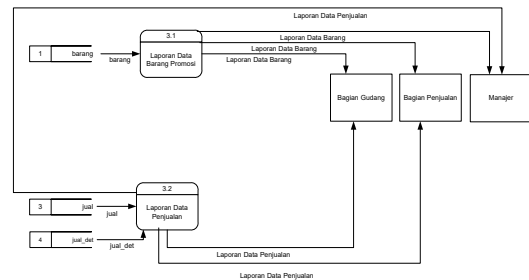 Laporan Data Penjualan
3.1
Laporan Data
Barang Promosi
1
barang
barang
Laporan Data Barang
Laporan Data Barang
Laporan Data Barang
Bagian Gudang
Bagian Penjualan
Manajer
3.2
Laporan Data
Penjualan
3
jual
jual
4
jual_det
jual_det
Laporan Data Penjualan
Laporan Data Penjualan